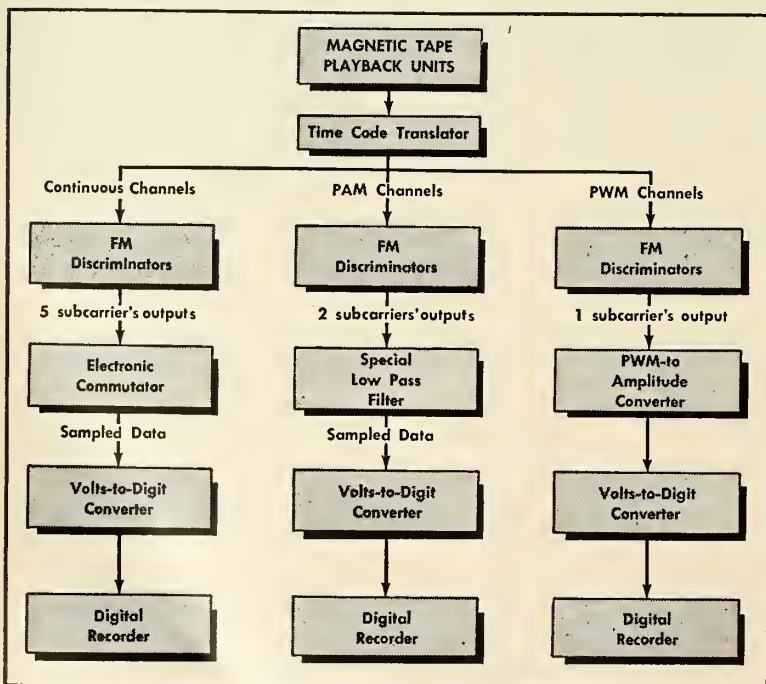 MAGNETIC TAPE
PLAYBACK UNITS
Time Code Translator
Continuous Channels
PAM Channels
PWM Channels
FM
Discriminators
FM
Discriminators
FM
Discriminators
5 subcarrier's outputs
2 subcarriers' outputs
1 subcarrier's output
Electronic
Commutator
Special
Low Pass
Filter
PWM-to
Amplitude
Converter
Sampled Data
Sampled Data
Volts-to-Digit
Converter
Volts-to-Digit
Converter
Volts-to-Digit
Converter
Digital
Recorder
Digital
Recorder
Digital
Recorder